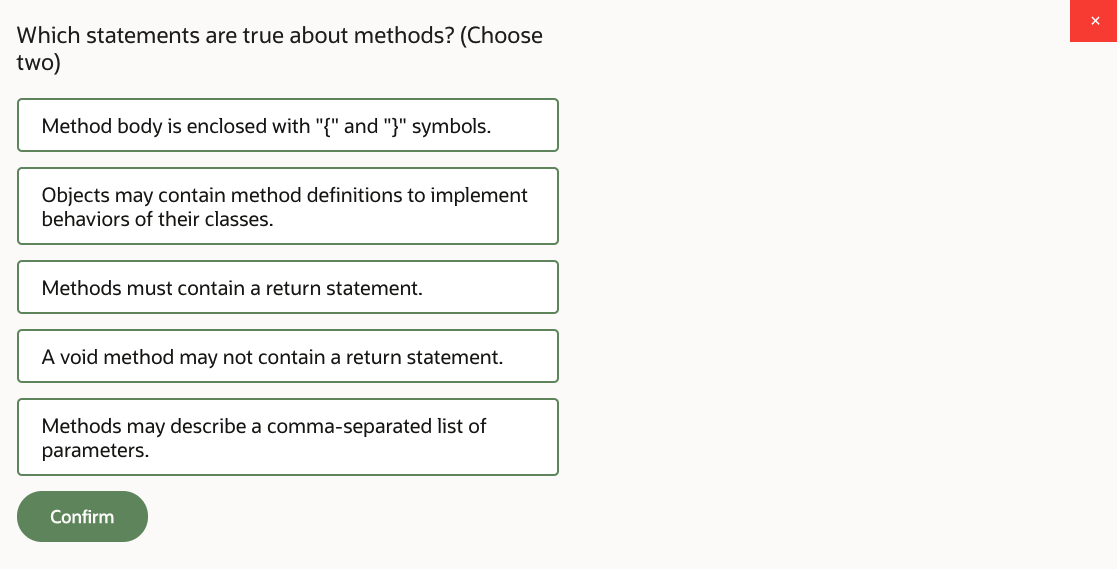 Which statements are true about methods? (Choose
two)
×
Method body is enclosed with "{" and "}" symbols.
Objects may contain method definitions to implement
behaviors of their classes.
Methods must contain a return statement.
A void method may not contain a return statement.
Methods may describe a comma-separated list of
parameters.
Confirm